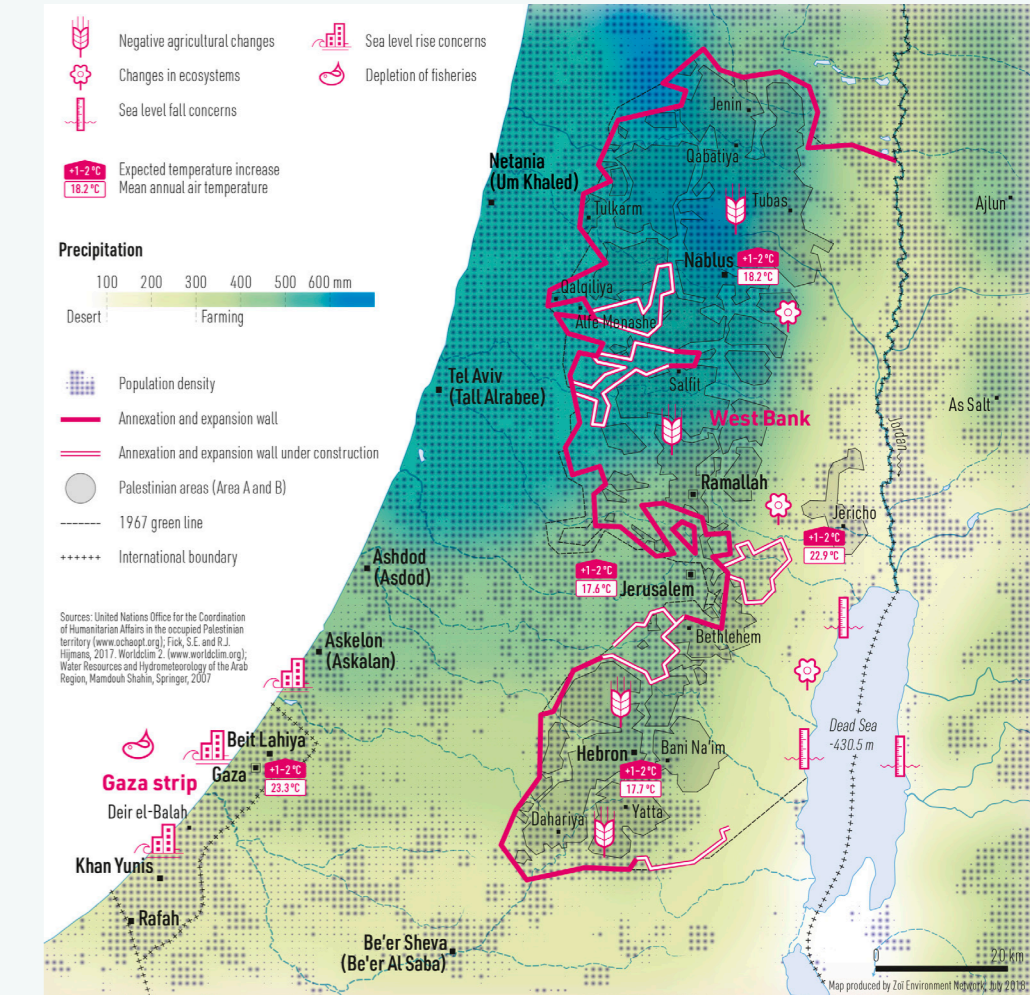 Negative agricultural changes
Sea level rise concerns
Changes in ecosystems
Depletion of fisheries
Sea level fall concerns
+1-2 °C
Expected temperature increase
18.2 °C
Mean annual air temperature
Precipitation
100 200 300 400 500 600 mm
Desert Farming
Population density
Annexation and expansion wall
Annexation and expansion wall under construction
Palestinian areas (Area A and B)
1967 green line
International boundary
Sources: United Nations Office for the Coordination
of Humanitarian Affairs in the occupied Palestinian
territory (www.ochaopt.org); Fick, S.E. and R.J.
Hijmans, 2017. Worldclim 2. (www.worldclim.org);
Water Resources and Hydrometeorology of the Arab
Region, Mamdouh Shahin, Springer, 2007
Jenin
Qabatiya
Netania
(Um Khaled)
Tulkarm
Tubas
Ajlun
Nablus
+1-2 °C
18.2 °C
Qalqiliya
Alfe Menashe
Tel Aviv
(Tall Alrabee)
Salfit
As Salt
West Bank
Jordan
Ramallah
Jericho
+1-2 °C
22.9 °C
Ashdod
(Asdod)
+1-2 °C
17.6 °C
Jerusalem
Bethlehem
Askelon
(Askalan)
Dead Sea
-430.5 m
Beit Lahiya
Gaza
+1-2 °C
23.3 °C
Gaza strip
Deir el-Balah
Hebron
Bani Na'im
+1-2 °C
17.7 °C
Yatta
Dahariya
Khan Yunis
Rafah
Be'er Sheva
(Be'er Al Saba)
0 20 km
Map produced by Zoï Environment Network, July 2018